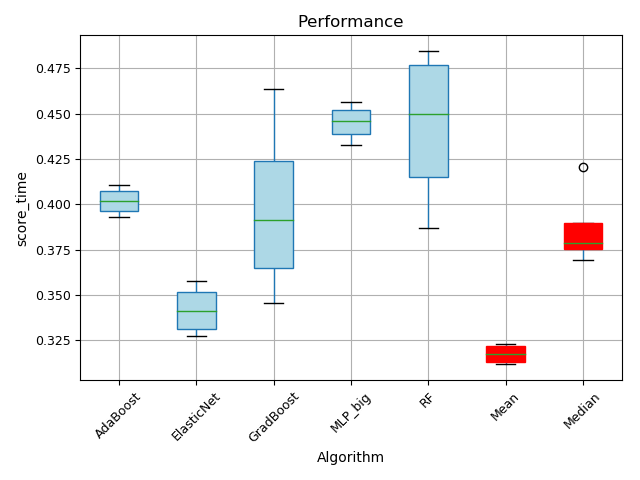 Performance
score_time
0.475
0.450
0.425
0.400
0.375
0.350
0.325
AdaBoost
ElasticNet
GradBoost
MLP_big
RF
Mean
Median
Algorithm